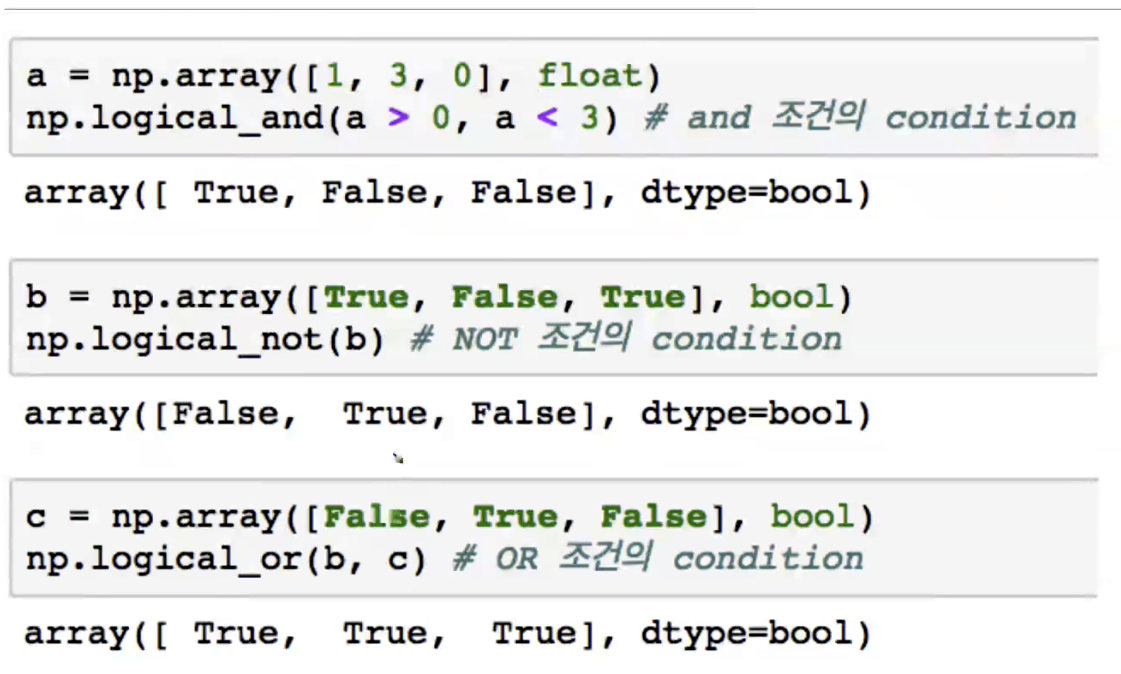 a = np.array([1, 3, 0], float)
np.logical_and(a > 0, a < 3) # and 조건의 condition
array([ True, False, False], dtype=bool)
b = np.array([True, False, True], bool)
np.logical_not(b) # NOT 조건의 condition
array([False,  True, False], dtype=bool)
c = np.array([False, True, False], bool)
np.logical_or(b, c) # OR 조건의 condition
array([ True,  True,  True], dtype=bool)